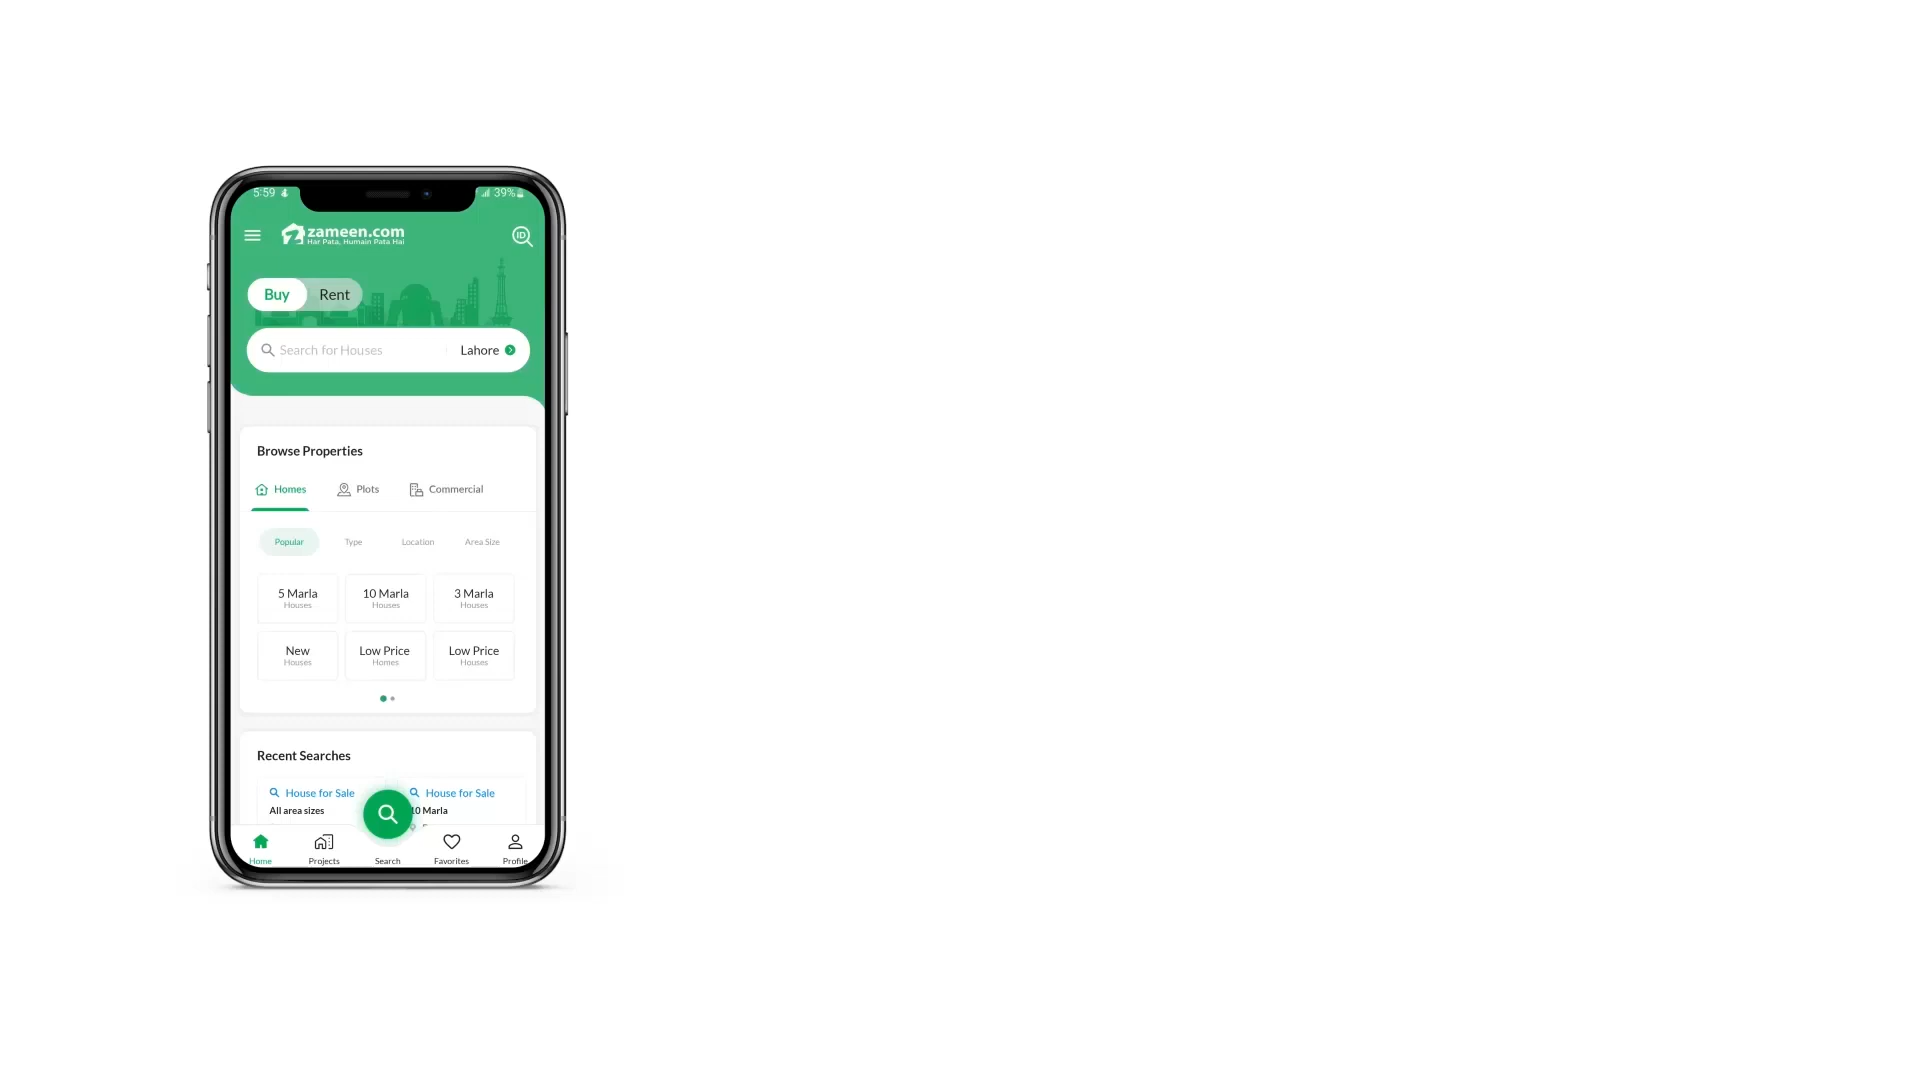 5:59
39%
zameen.com
Har Pata, Humain Pata Hai
ID
Buy Rent
Search for Houses Lahore
Browse Properties
Homes Plots Commercial
Popular Type Location Area Size
5 Marla 10 Marla 3 Marla
Houses Houses Houses
New Low Price Low Price
Houses Homes Houses
Recent Searches
House for Sale House for Sale
All area sizes 10 Marla
Home Projects Search Favorites Profile